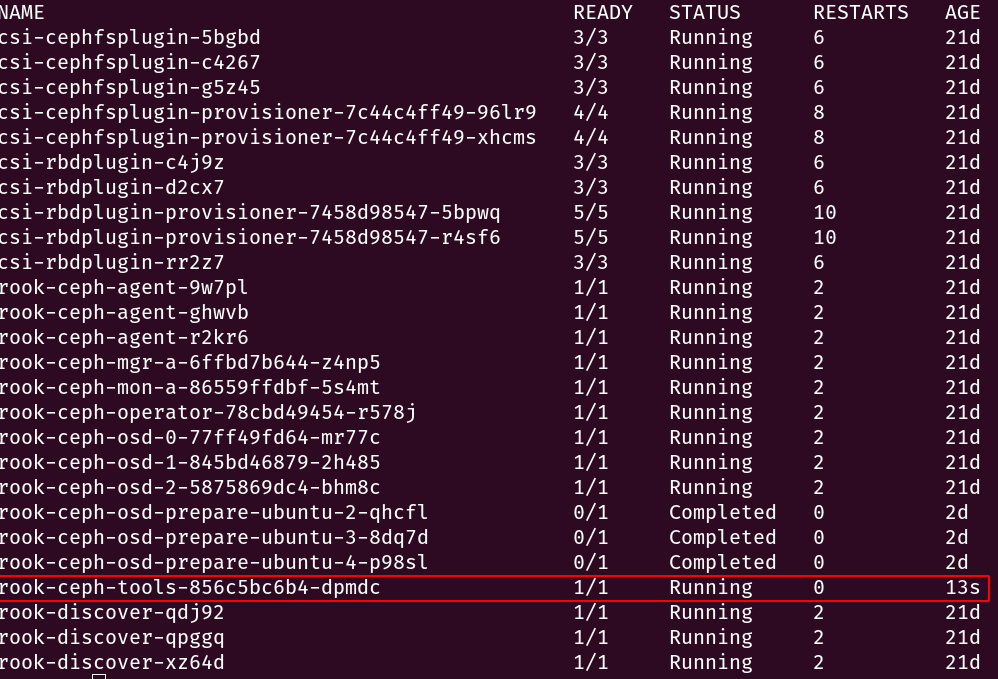 NAME READY STATUS RESTARTS AGE
csi-cephfsplugin-5bgbd 3/3 Running 6 21d
csi-cephfsplugin-c4267 3/3 Running 6 21d
csi-cephfsplugin-g5z45 3/3 Running 6 21d
csi-cephfsplugin-provisioner-7c44c4ff49-96lr9 4/4 Running 8 21d
csi-cephfsplugin-provisioner-7c44c4ff49-xhcms 4/4 Running 8 21d
csi-rbdplugin-c4j9z 3/3 Running 6 21d
csi-rbdplugin-d2cx7 3/3 Running 6 21d
csi-rbdplugin-provisioner-7458d98547-5bpwq 5/5 Running 10 21d
csi-rbdplugin-provisioner-7458d98547-r4sf6 5/5 Running 10 21d
csi-rbdplugin-rr2z7 3/3 Running 6 21d
rook-ceph-agent-9w7pl 1/1 Running 2 21d
rook-ceph-agent-ghwvb 1/1 Running 2 21d
rook-ceph-agent-r2kr6 1/1 Running 2 21d
rook-ceph-mgr-a-6ffbd7b644-z4np5 1/1 Running 2 21d
rook-ceph-mon-a-86559ffdbf-5s4mt 1/1 Running 2 21d
rook-ceph-operator-78cbd49454-r578j 1/1 Running 2 21d
rook-ceph-osd-0-77ff49fd64-mr77c 1/1 Running 2 21d
rook-ceph-osd-1-845bd46879-2h485 1/1 Running 2 21d
rook-ceph-osd-2-5875869dc4-bhm8c 1/1 Running 2 21d
rook-ceph-osd-prepare-ubuntu-2-qhcfl 0/1 Completed 0 2d
rook-ceph-osd-prepare-ubuntu-3-8dq7d 0/1 Completed 0 2d
rook-ceph-osd-prepare-ubuntu-4-p98sl 0/1 Completed 0 2d
rook-ceph-tools-856c5bc6b4-dpmdc 1/1 Running 0 13s
rook-discover-qdj92 1/1 Running 2 21d
rook-discover-qpggq 1/1 Running 2 21d
rook-discover-xz64d 1/1 Running 2 21d